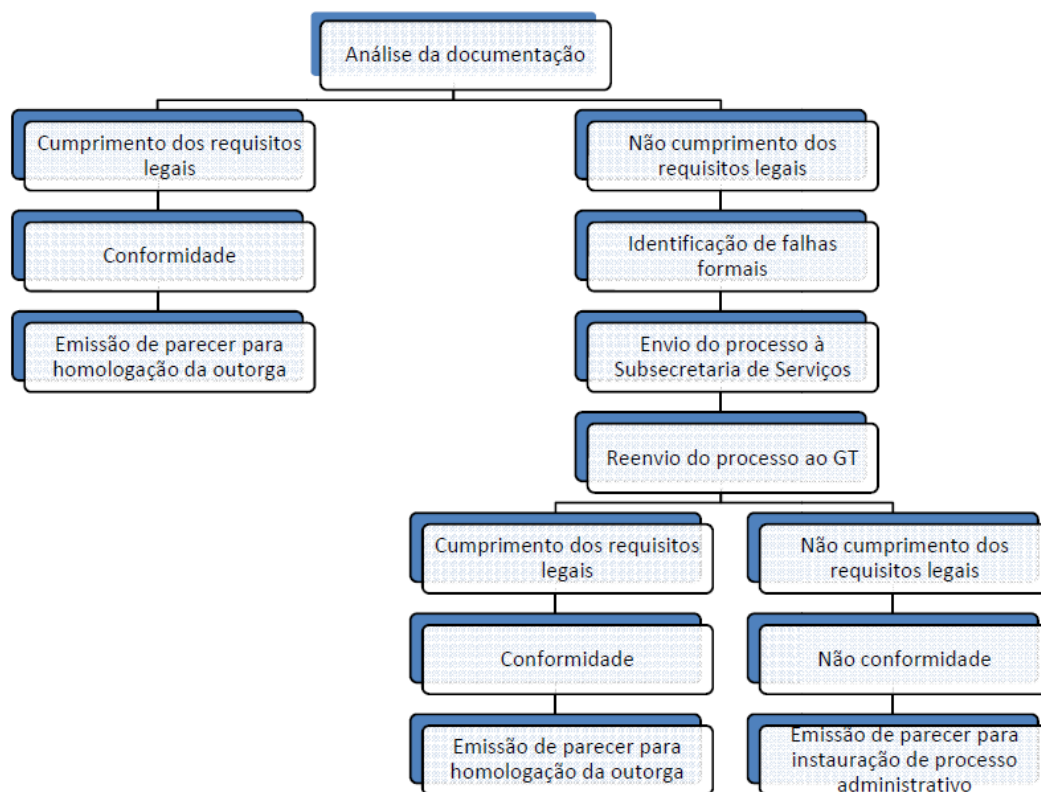 Análise da documentação
Cumprimento dos requisitos
legais
Não cumprimento dos
requisitos legais
Conformidade
Identificação de falhas
formais
Emissão de parecer para
homologação da outorga
Envio do processo à
Subsecretaria de Serviços
Reenvio do processo ao GT
Cumprimento dos requisitos
legais
Não cumprimento dos
requisitos legais
Conformidade
Não conformidade
Emissão de parecer para
homologação da outorga
Emissão de parecer para
instauração de processo
administrativo